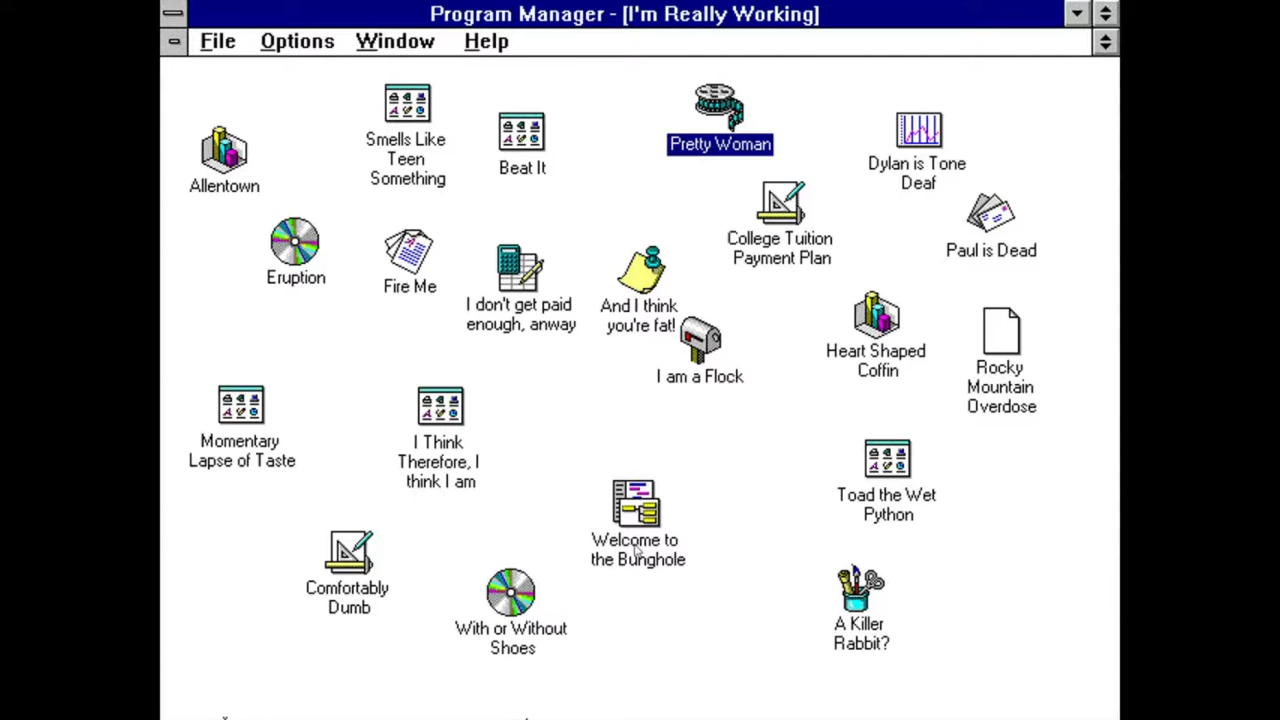 Program Manager - [I'm Really Working]
File Options Window Help
Allentown
Smells Like
Teen
Something
Beat It
Pretty Woman
Dylan is Tone
Deaf
College Tuition
Payment Plan
Paul is Dead
Eruption
Fire Me
I don't get paid
enough, anway
And I think
you're fat!
I am a Flock
Heart Shaped
Coffin
Rocky
Mountain
Overdose
Momentary
Lapse of Taste
I Think
Therefore, I
think I am
Toad the Wet
Python
Welcome to
the Bunghole
Comfortably
Dumb
With or Without
Shoes
A Killer
Rabbit?